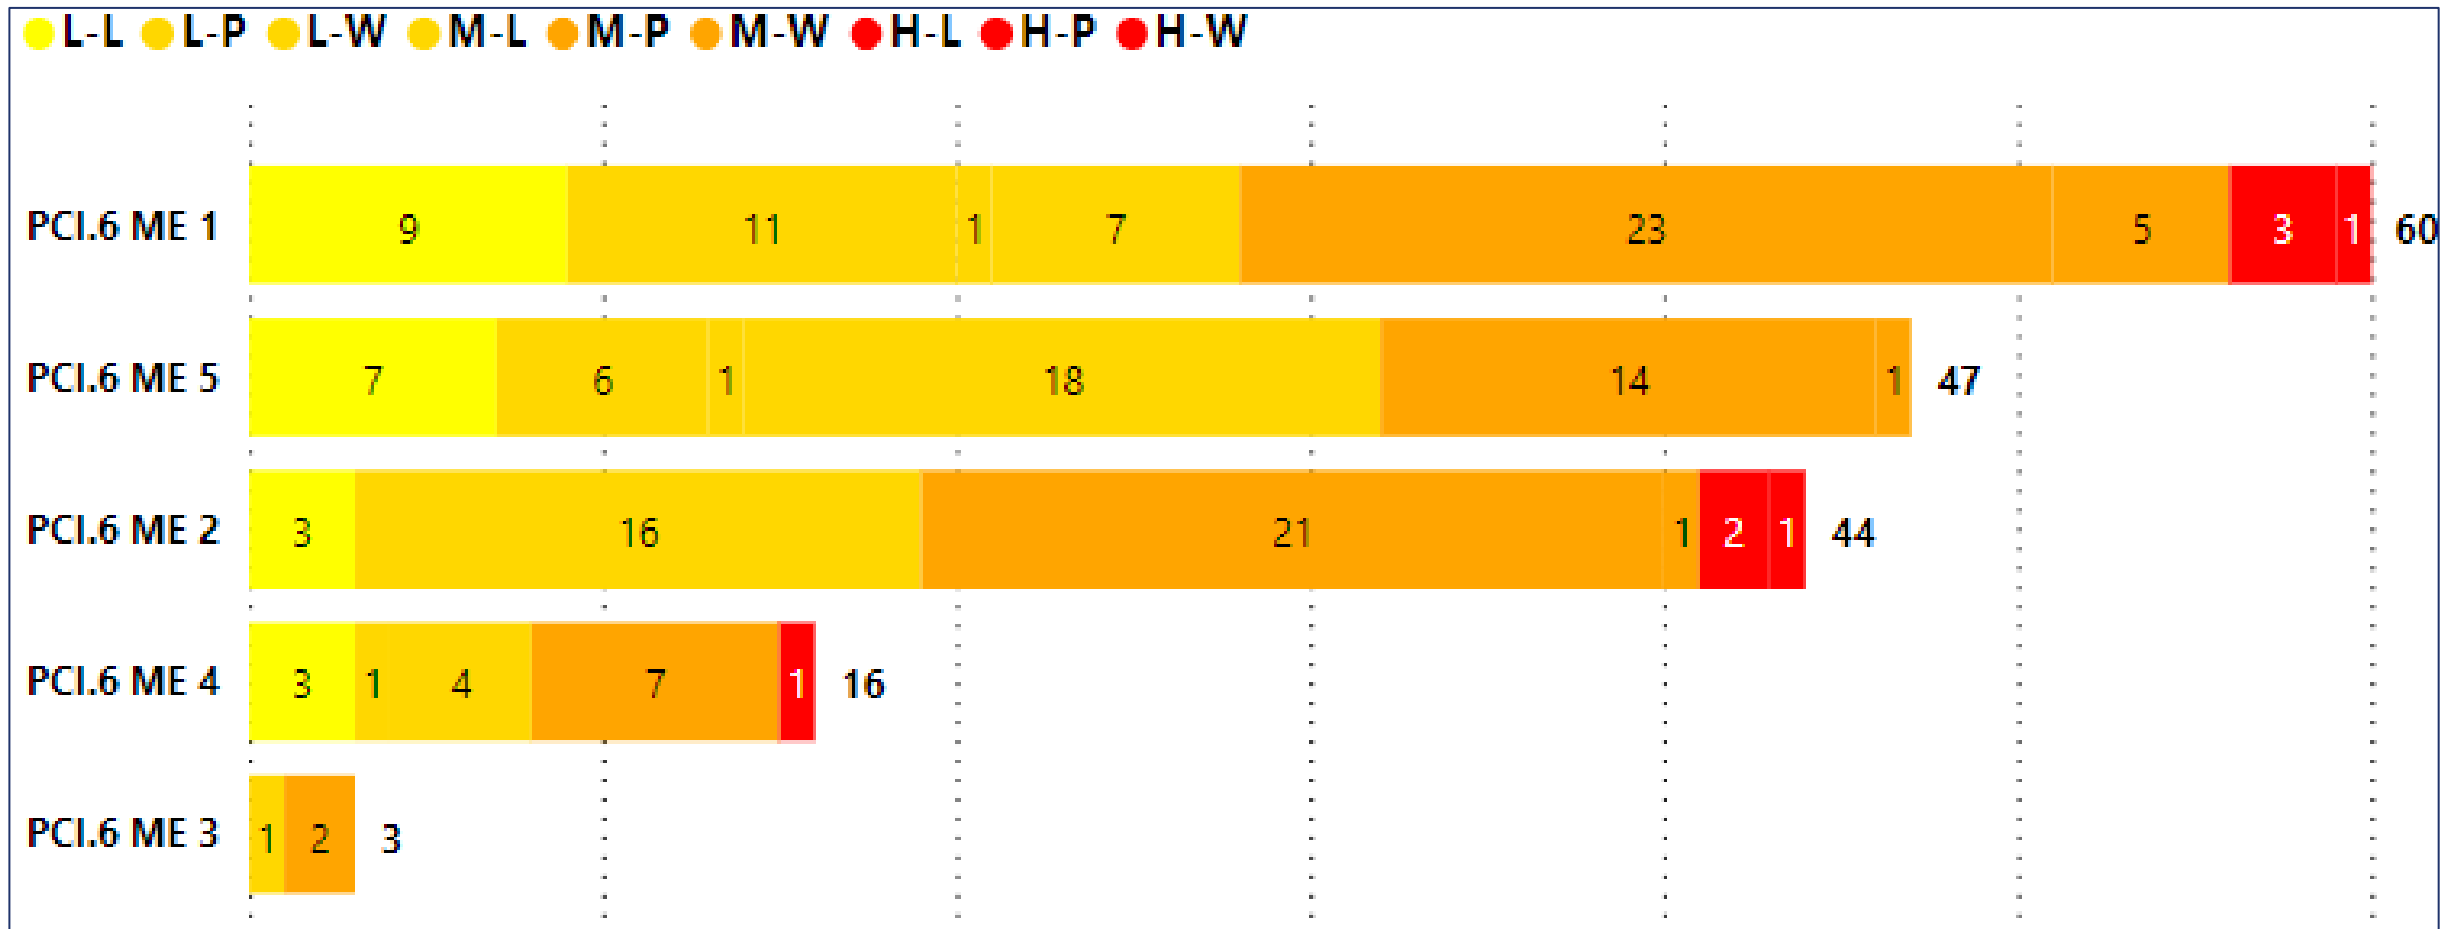 L-L L-P L-W M-L M-P M-W H-L H-P H-W
PCI.6 ME 1 9 11 1 7 23 5 3 1 60
PCI.6 ME 5 7 6 1 18 14 1 47
PCI.6 ME 2 3 16 21 1 2 1 44
PCI.6 ME 4 3 1 4 7 1 16
PCI.6 ME 3 1 2 3